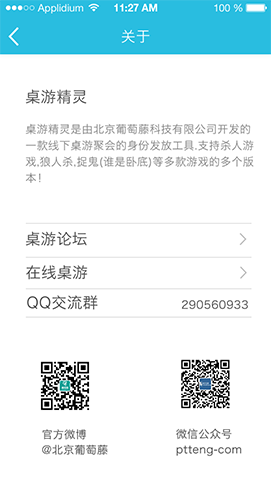 Applidium 11:27 AM 100 %
关于
桌游精灵
桌游精灵是由北京葡萄藤科技有限公司开发的
一款线下桌游聚会的身份发放工具.支持杀人游
戏,狼人杀,捉鬼(谁是卧底)等多款游戏的多个版
本!
桌游论坛
在线桌游
QQ交流群 290560933
官方微博
@北京葡萄藤
微信公众号
ptteng-com